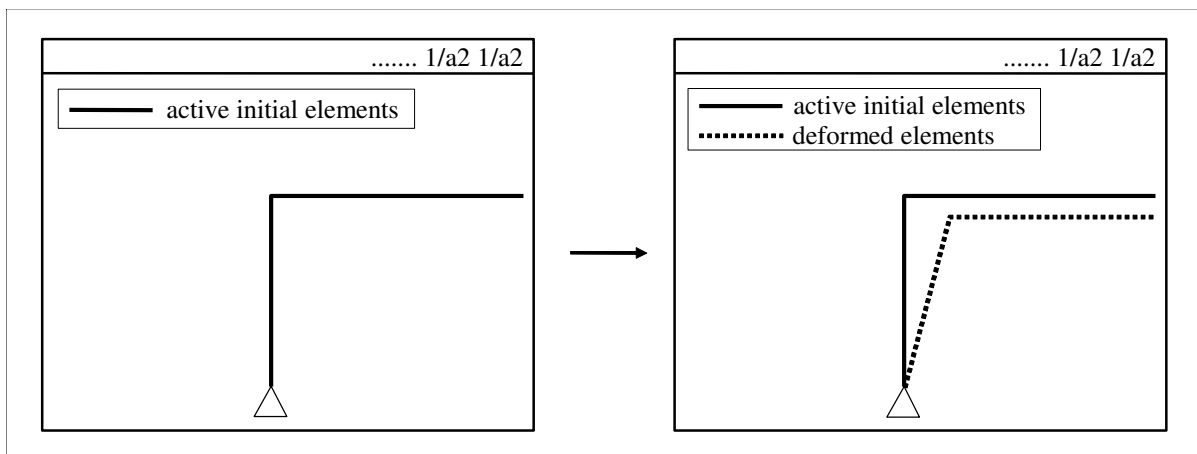 ....... 1/a2 1/a2
active initial elements
....... 1/a2 1/a2
active initial elements
deformed elements